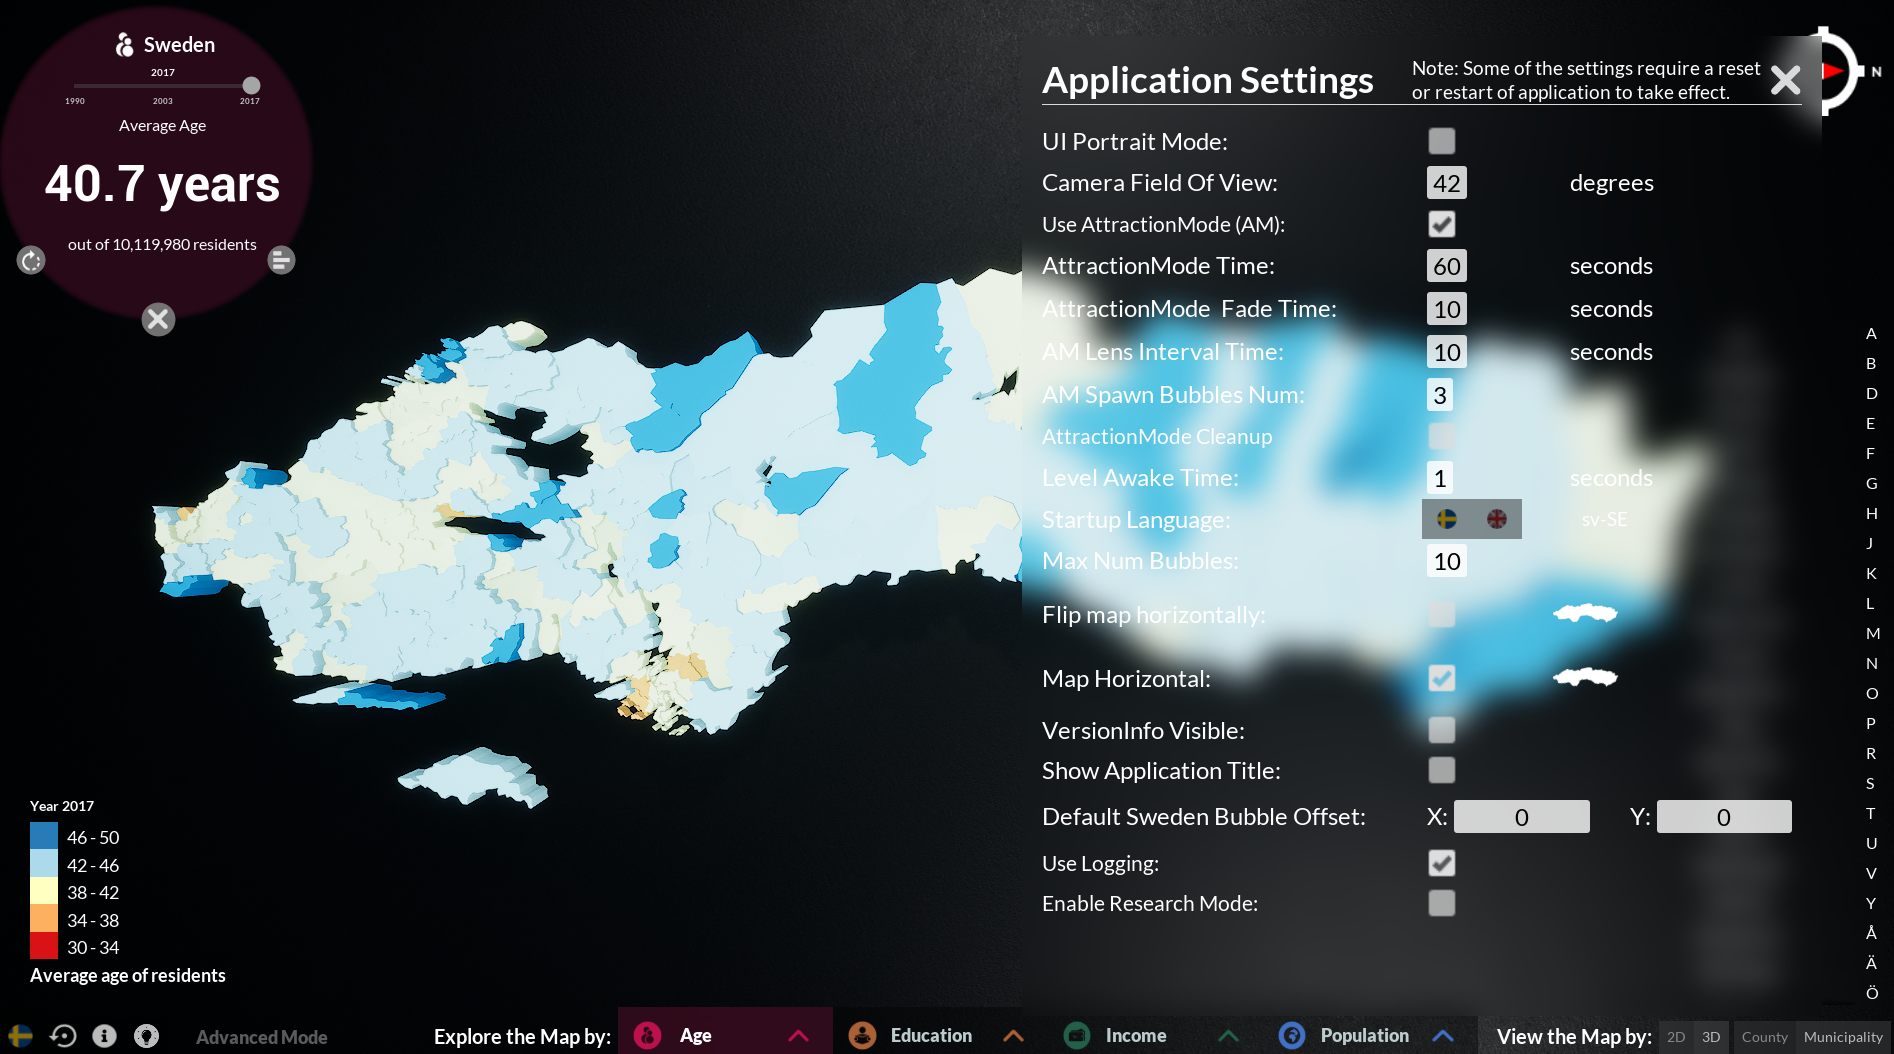 Sweden
2017
1990 2003 2017
Average Age
40.7 years
out of 10,119,980 residents
Application Settings
Note: Some of the settings require a reset
or restart of application to take effect.
N
UI Portrait Mode:
Camera Field Of View: 42 degrees
Use AttractionMode (AM):
AttractionMode Time: 60 seconds
AttractionMode Fade Time: 10 seconds
AM Lens Interval Time: 10 seconds
AM Spawn Bubbles Num: 3
AttractionMode Cleanup
Level Awake Time: 1 seconds
Startup Language: sv-SE
Max Num Bubbles: 10
Flip map horizontally:
Map Horizontal:
VersionInfo Visible:
Show Application Title:
Default Sweden Bubble Offset: X: 0 Y: 0
Use Logging:
Enable Research Mode:
A
B
D
E
F
G
H
J
K
L
M
N
O
P
R
S
T
U
V
Y
Å
Ä
Ö
Year 2017
46 - 50
42 - 46
38 - 42
34 - 38
30 - 34
Average age of residents
Advanced Mode
Explore the Map by: Age Education Income Population
View the Map by: 2D 3D County Municipality